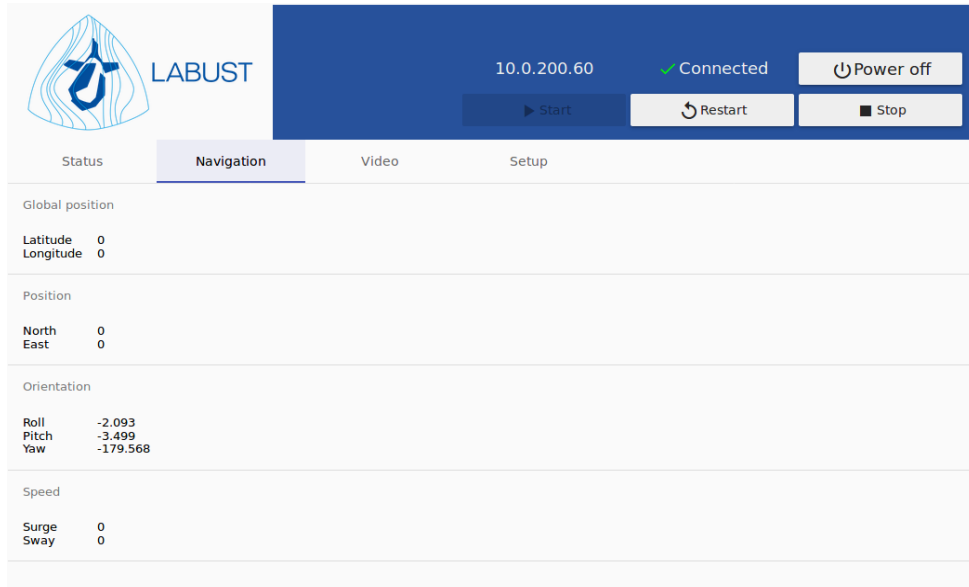 LABUST
10.0.200.60 Connected Power off
Start Restart Stop
Status Navigation Video Setup
Global position
Latitude 0
Longitude 0
Position
North 0
East 0
Orientation
Roll -2.093
Pitch -3.499
Yaw -179.568
Speed
Surge 0
Sway 0